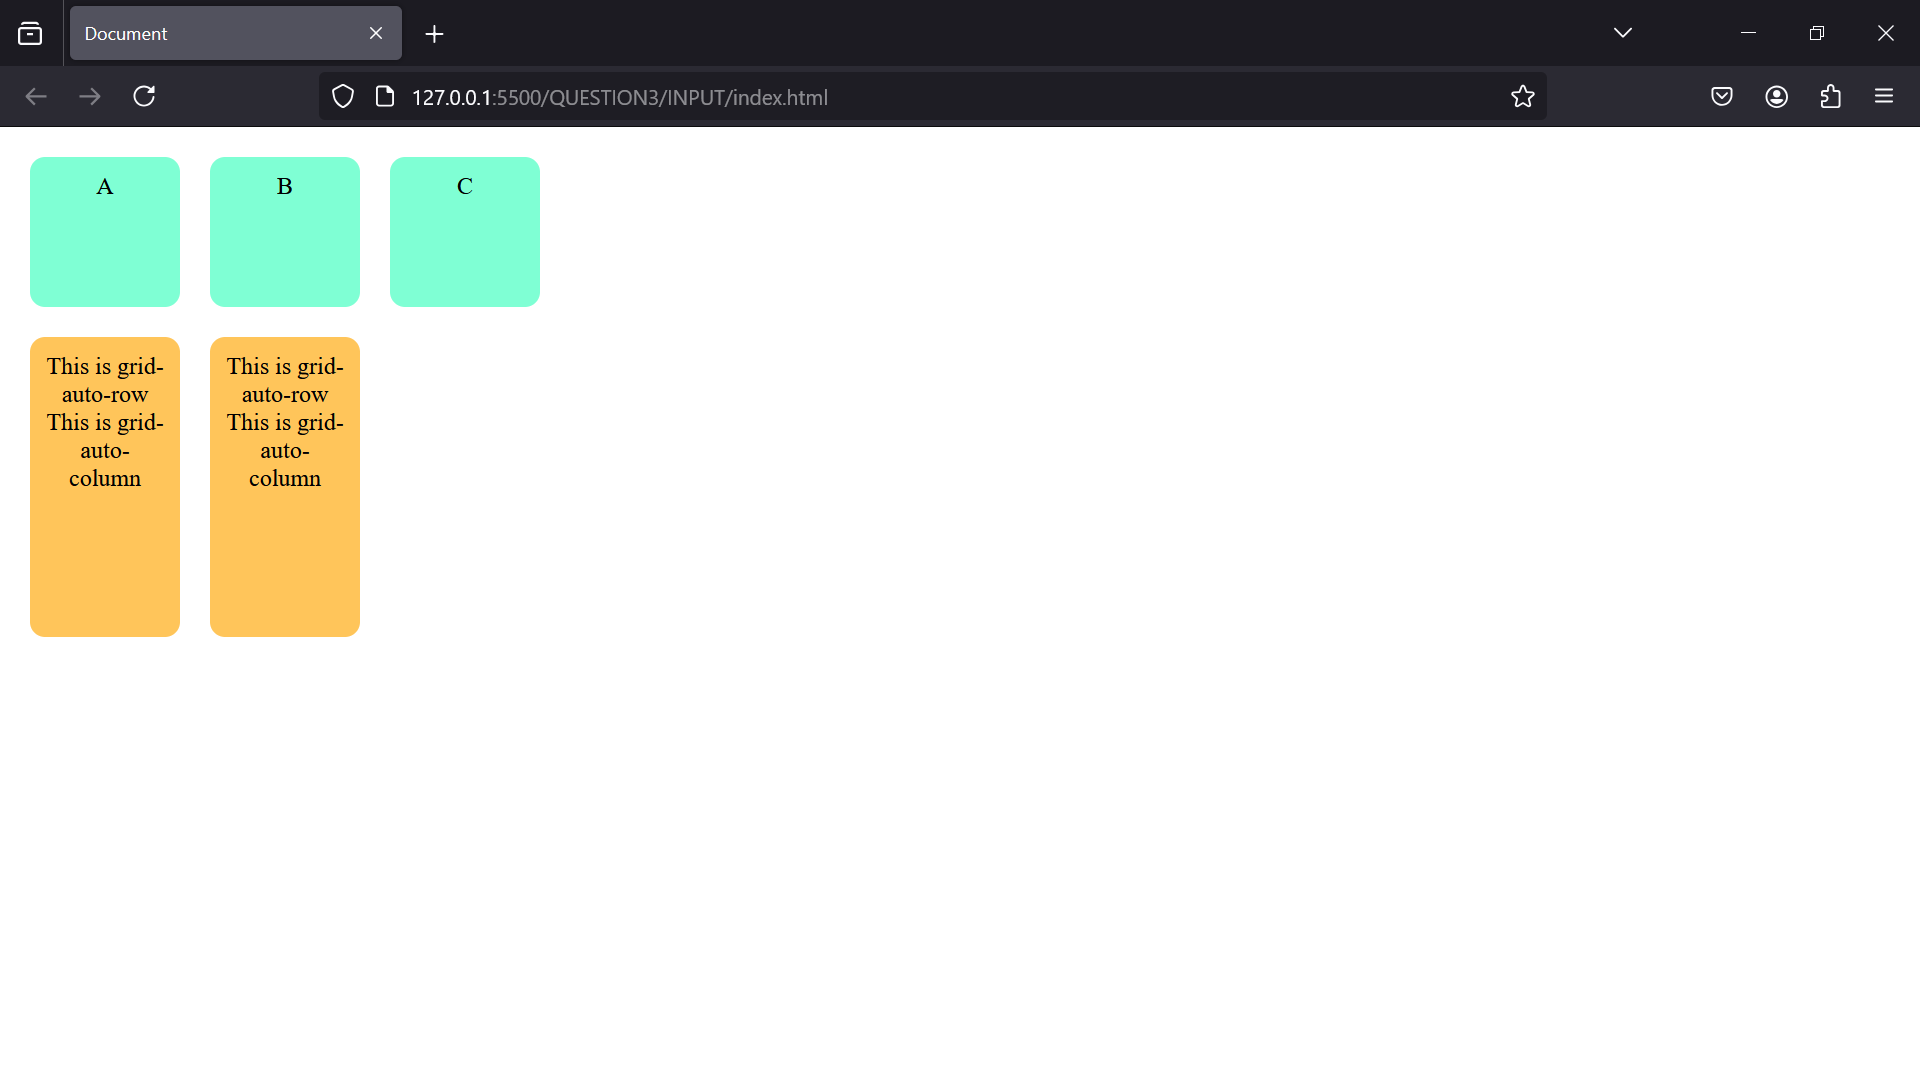 Document
127.0.0.1:5500/QUESTION3/INPUT/index.html
A
B
C
This is grid-
auto-row
This is grid-
auto-
column
This is grid-
auto-row
This is grid-
auto-
column